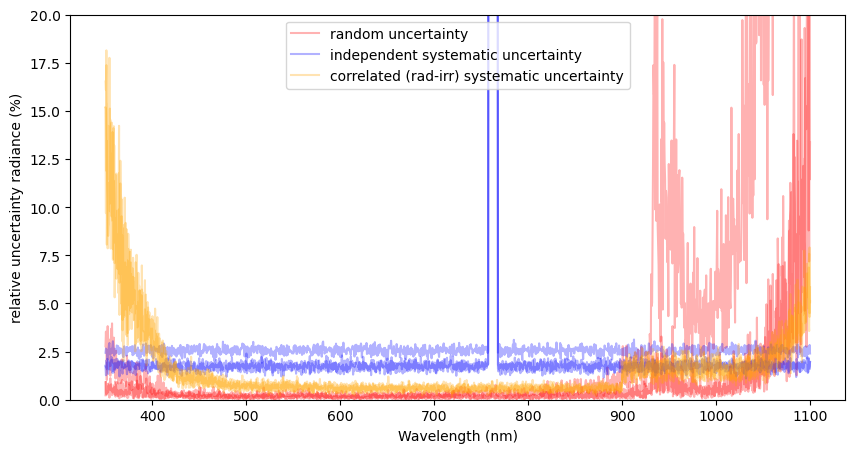 random uncertainty
independent systematic uncertainty
correlated (rad-irr) systematic uncertainty
relative uncertainty radiance (%)
20.0
17.5
15.0
12.5
10.0
7.5
5.0
2.5
0.0
400 500 600 700 800 900 1000 1100
Wavelength (nm)